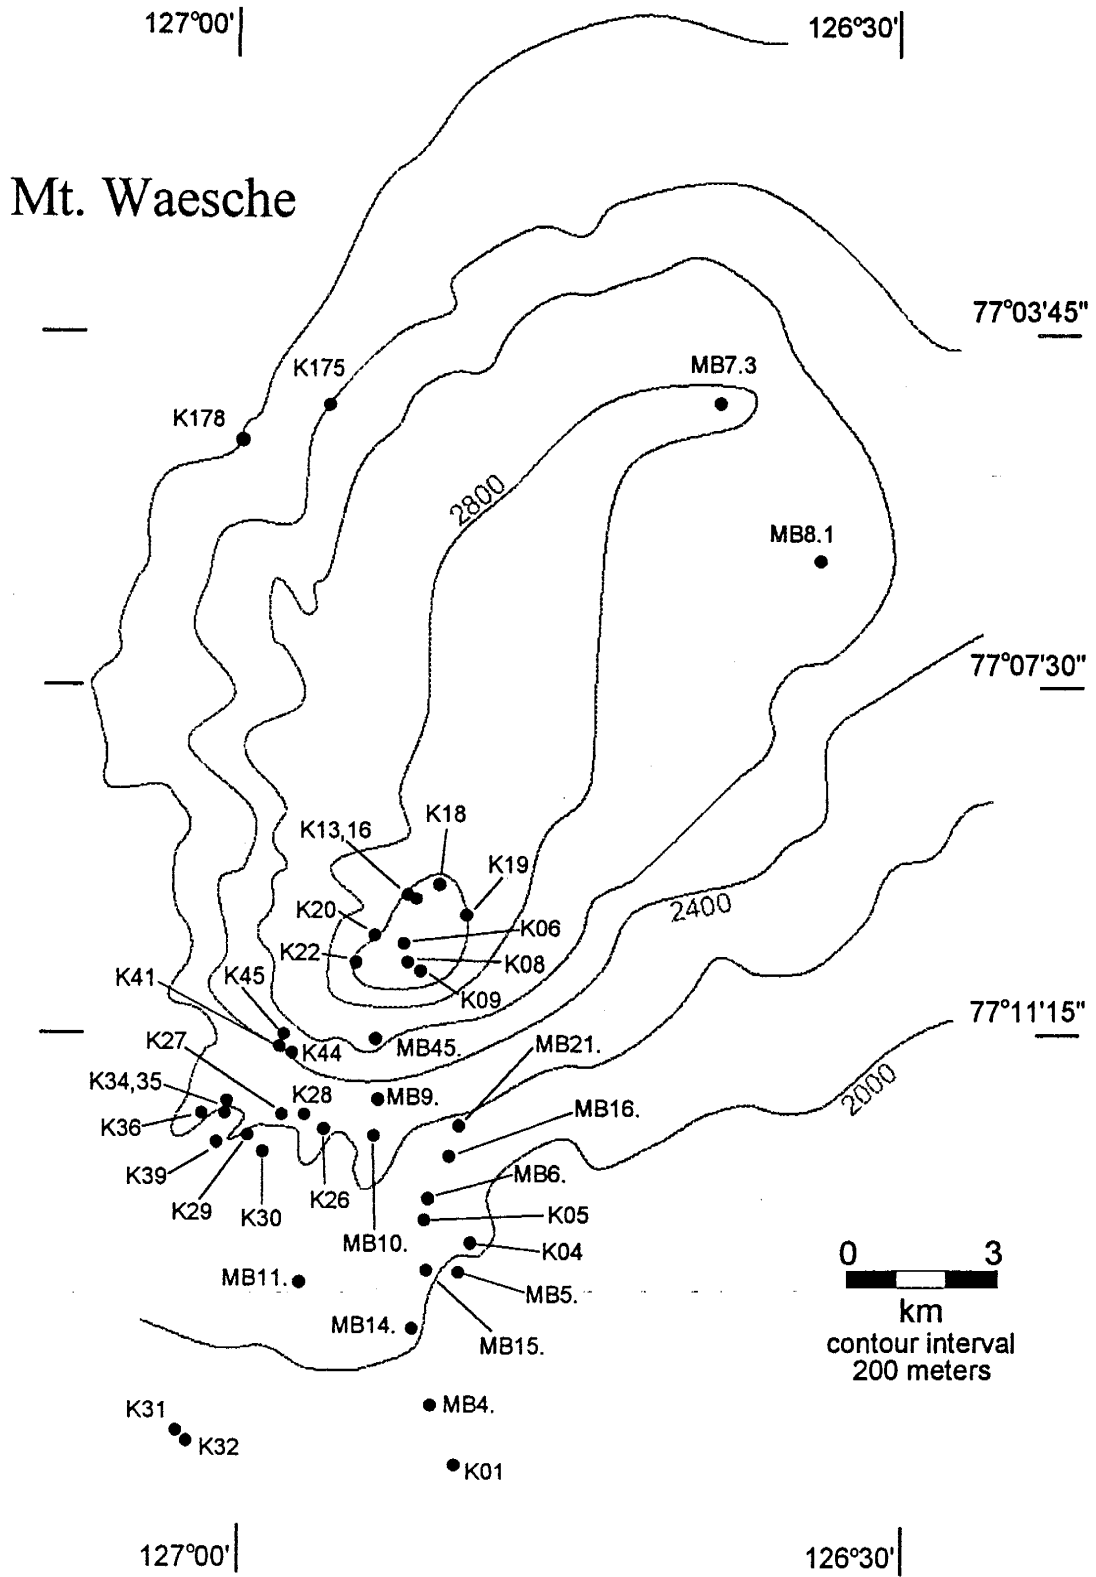 127°00'
126°30'
Mt. Waesche
77°03'45"
K175
MB7.3
K178
2800
MB8.1
77°07'30"
K18
K13,16
K19
K20
2400
K06
K22
K08
K41
K45
K09
77°11'15"
K27
K44
MB45.
MB21.
K34,35
K28
MB9.
2000
K36
MB16.
K39
MB6.
K29
K26
K30
K05
MB10.
K04
0 3
MB11.
MB5.
km
MB14.
MB15.
contour interval
200 meters
K31
MB4.
K32
K01
127°00'
126°30'